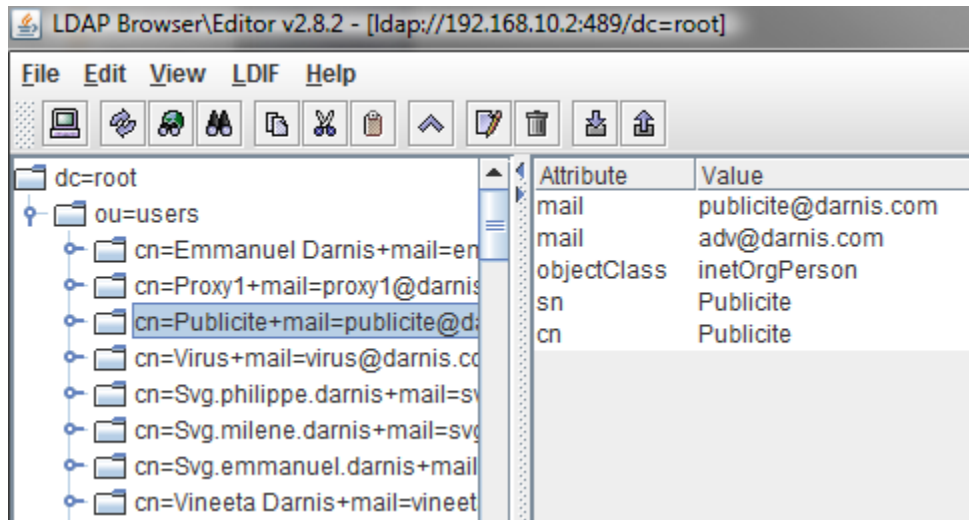 LDAP Browser\Editor v2.8.2 - [ldap://192.168.10.2:489/dc=root]
File Edit View LDIF Help
dc=root
ou=users
cn=Emmanuel Darnis+mail=em
cn=Proxy1+mail=proxy1@darnis
cn=Publicite+mail=publicite@da
cn=Virus+mail=virus@darnis.co
cn=Svg.philippe.darnis+mail=sv
cn=Svg.milene.darnis+mail=svg
cn=Svg.emmanuel.darnis+mail
cn=Vineeta Darnis+mail=vineet
Attribute Value
mail publicite@darnis.com
mail adv@darnis.com
objectClass inetOrgPerson
sn Publicite
cn Publicite